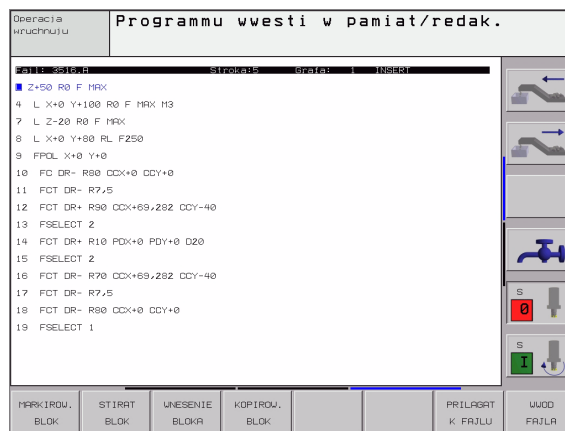 Operacja
wruchnuju
Programmu wwesti w pamiat/redak.
Fajl: 3516.A Stroka:5 Grafa: 1 INSERT
Z+50 R0 F MAX
4 L X+0 Y+100 R0 F MAX M3
7 L Z-20 R0 F MAX
8 L X+0 Y+80 RL F250
9 FPOL X+0 Y+0
10 FC DR- R80 CCX+0 CCY+0
11 FCT DR- R7,5
12 FCT DR+ R90 CCX+69,282 CCY-40
13 FSELECT 2
14 FCT DR+ R10 PDX+0 PDY+0 D20
15 FSELECT 2
16 FCT DR- R70 CCX+69,282 CCY-40
17 FCT DR- R7,5
18 FCT DR- R80 CCX+0 CCY+0
19 FSELECT 1
S
0
S
I
MARKIROW. BLOK
STIRAT BLOK
WNESENIE BLOKA
KOPIROW. BLOK
PRILAGAT K FAJLU
WWOD FAJLA